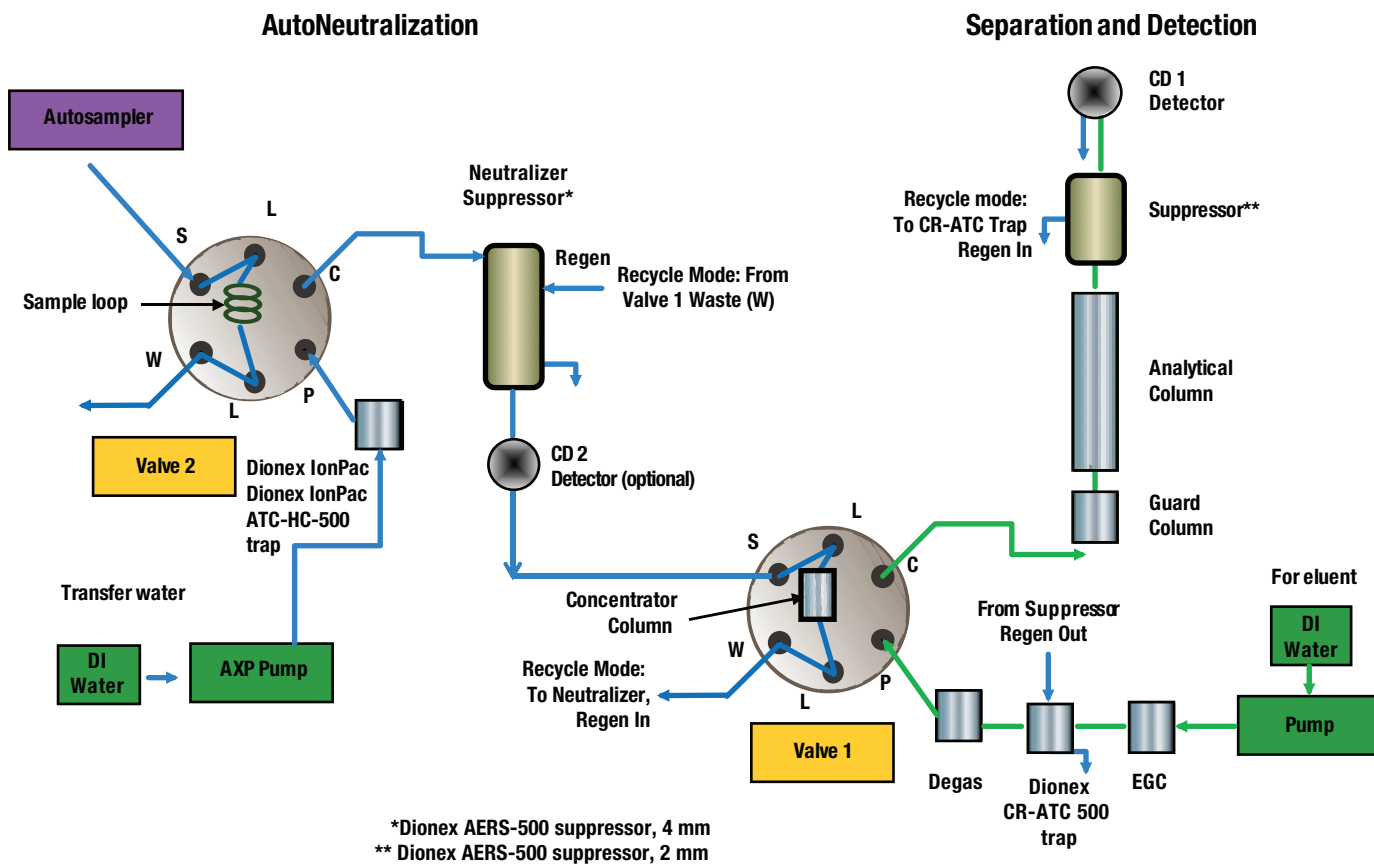 AutoNeutralization
Separation and Detection
Autosampler
S
L
C
Sample loop
W
L
P
Valve 2
Dionex IonPac
Dionex IonPac
ATC-HC-500
trap
Transfer water
DI
Water
AXP Pump
Neutralizer
Suppressor*
Regen
Recycle Mode: From
Valve 1 Waste (W)
CD 2
Detector (optional)
S
L
C
Concentrator
Column
W
L
P
Recycle Mode:
To Neutralizer,
Regen In
Valve 1
CD 1
Detector
Recycle mode:
To CR-ATC Trap
Regen In
Suppressor**
Analytical
Column
Guard
Column
For eluent
DI
Water
Pump
From Suppressor
Regen Out
Degas
Dionex
CR-ATC 500
trap
EGC
*Dionex AERS-500 suppressor, 4 mm
** Dionex AERS-500 suppressor, 2 mm